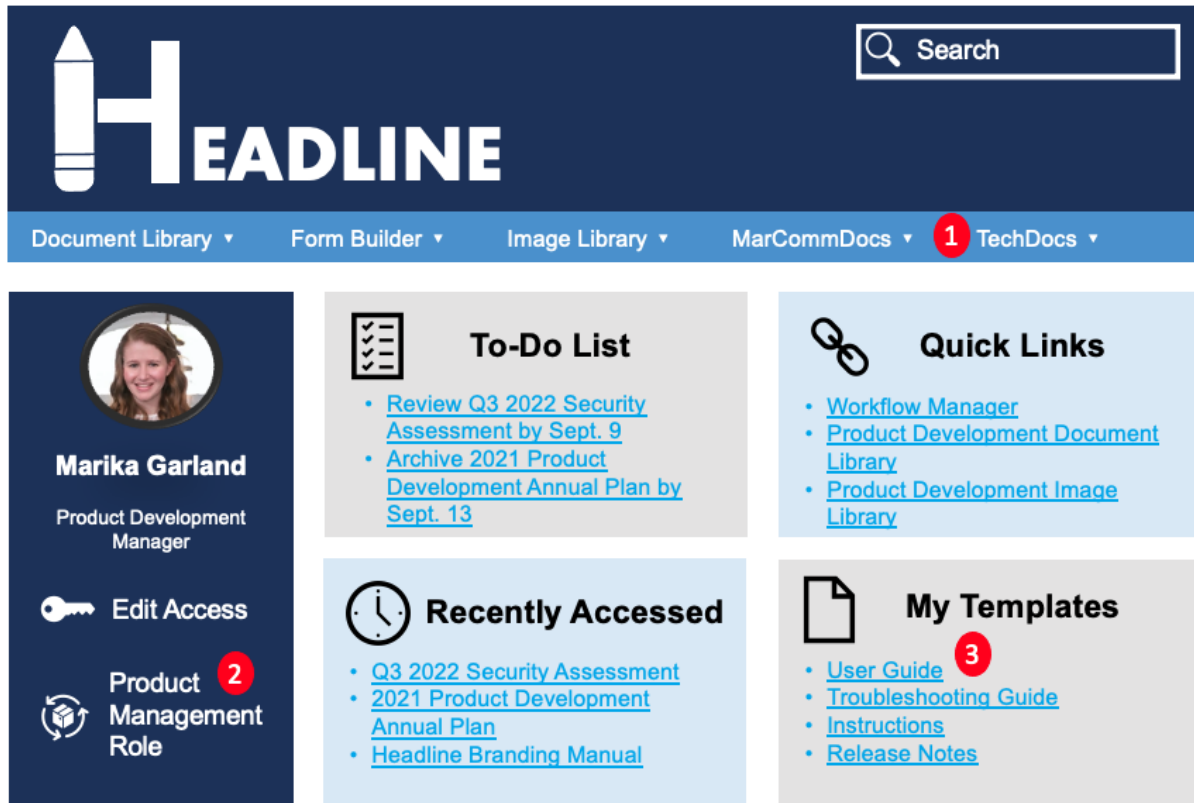 HEADLINE
Search
Document Library ▼ Form Builder ▼ Image Library ▼ MarCommDocs ▼ 1 TechDocs ▼
Marika Garland
Product Development
Manager
Edit Access
Product 2
Management
Role
To-Do List
• Review Q3 2022 Security
Assessment by Sept. 9
• Archive 2021 Product
Development Annual Plan by
Sept. 13
Quick Links
• Workflow Manager
• Product Development Document
Library
• Product Development Image
Library
Recently Accessed
• Q3 2022 Security Assessment
• 2021 Product Development
Annual Plan
• Headline Branding Manual
My Templates
• User Guide 3
• Troubleshooting Guide
• Instructions
• Release Notes